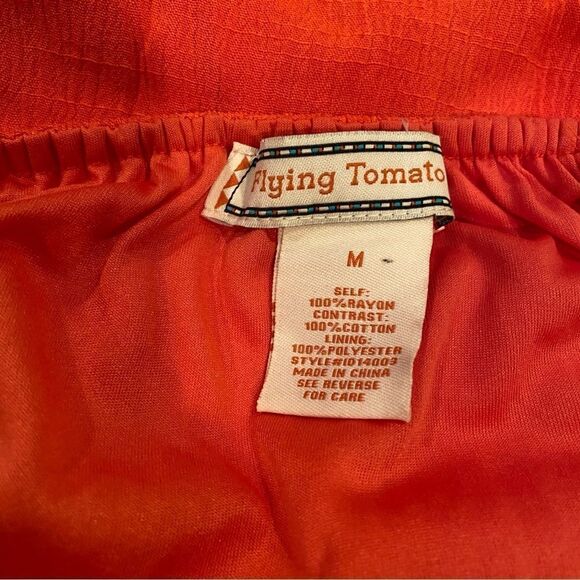 Flying Tomato
M
SELF:
100%RAYON
CONTRAST:
100%COTTON
LINING:
100%POLYESTER
STYLE#ID14003
MADE IN CHINA
SEE REVERSE
FOR CARE